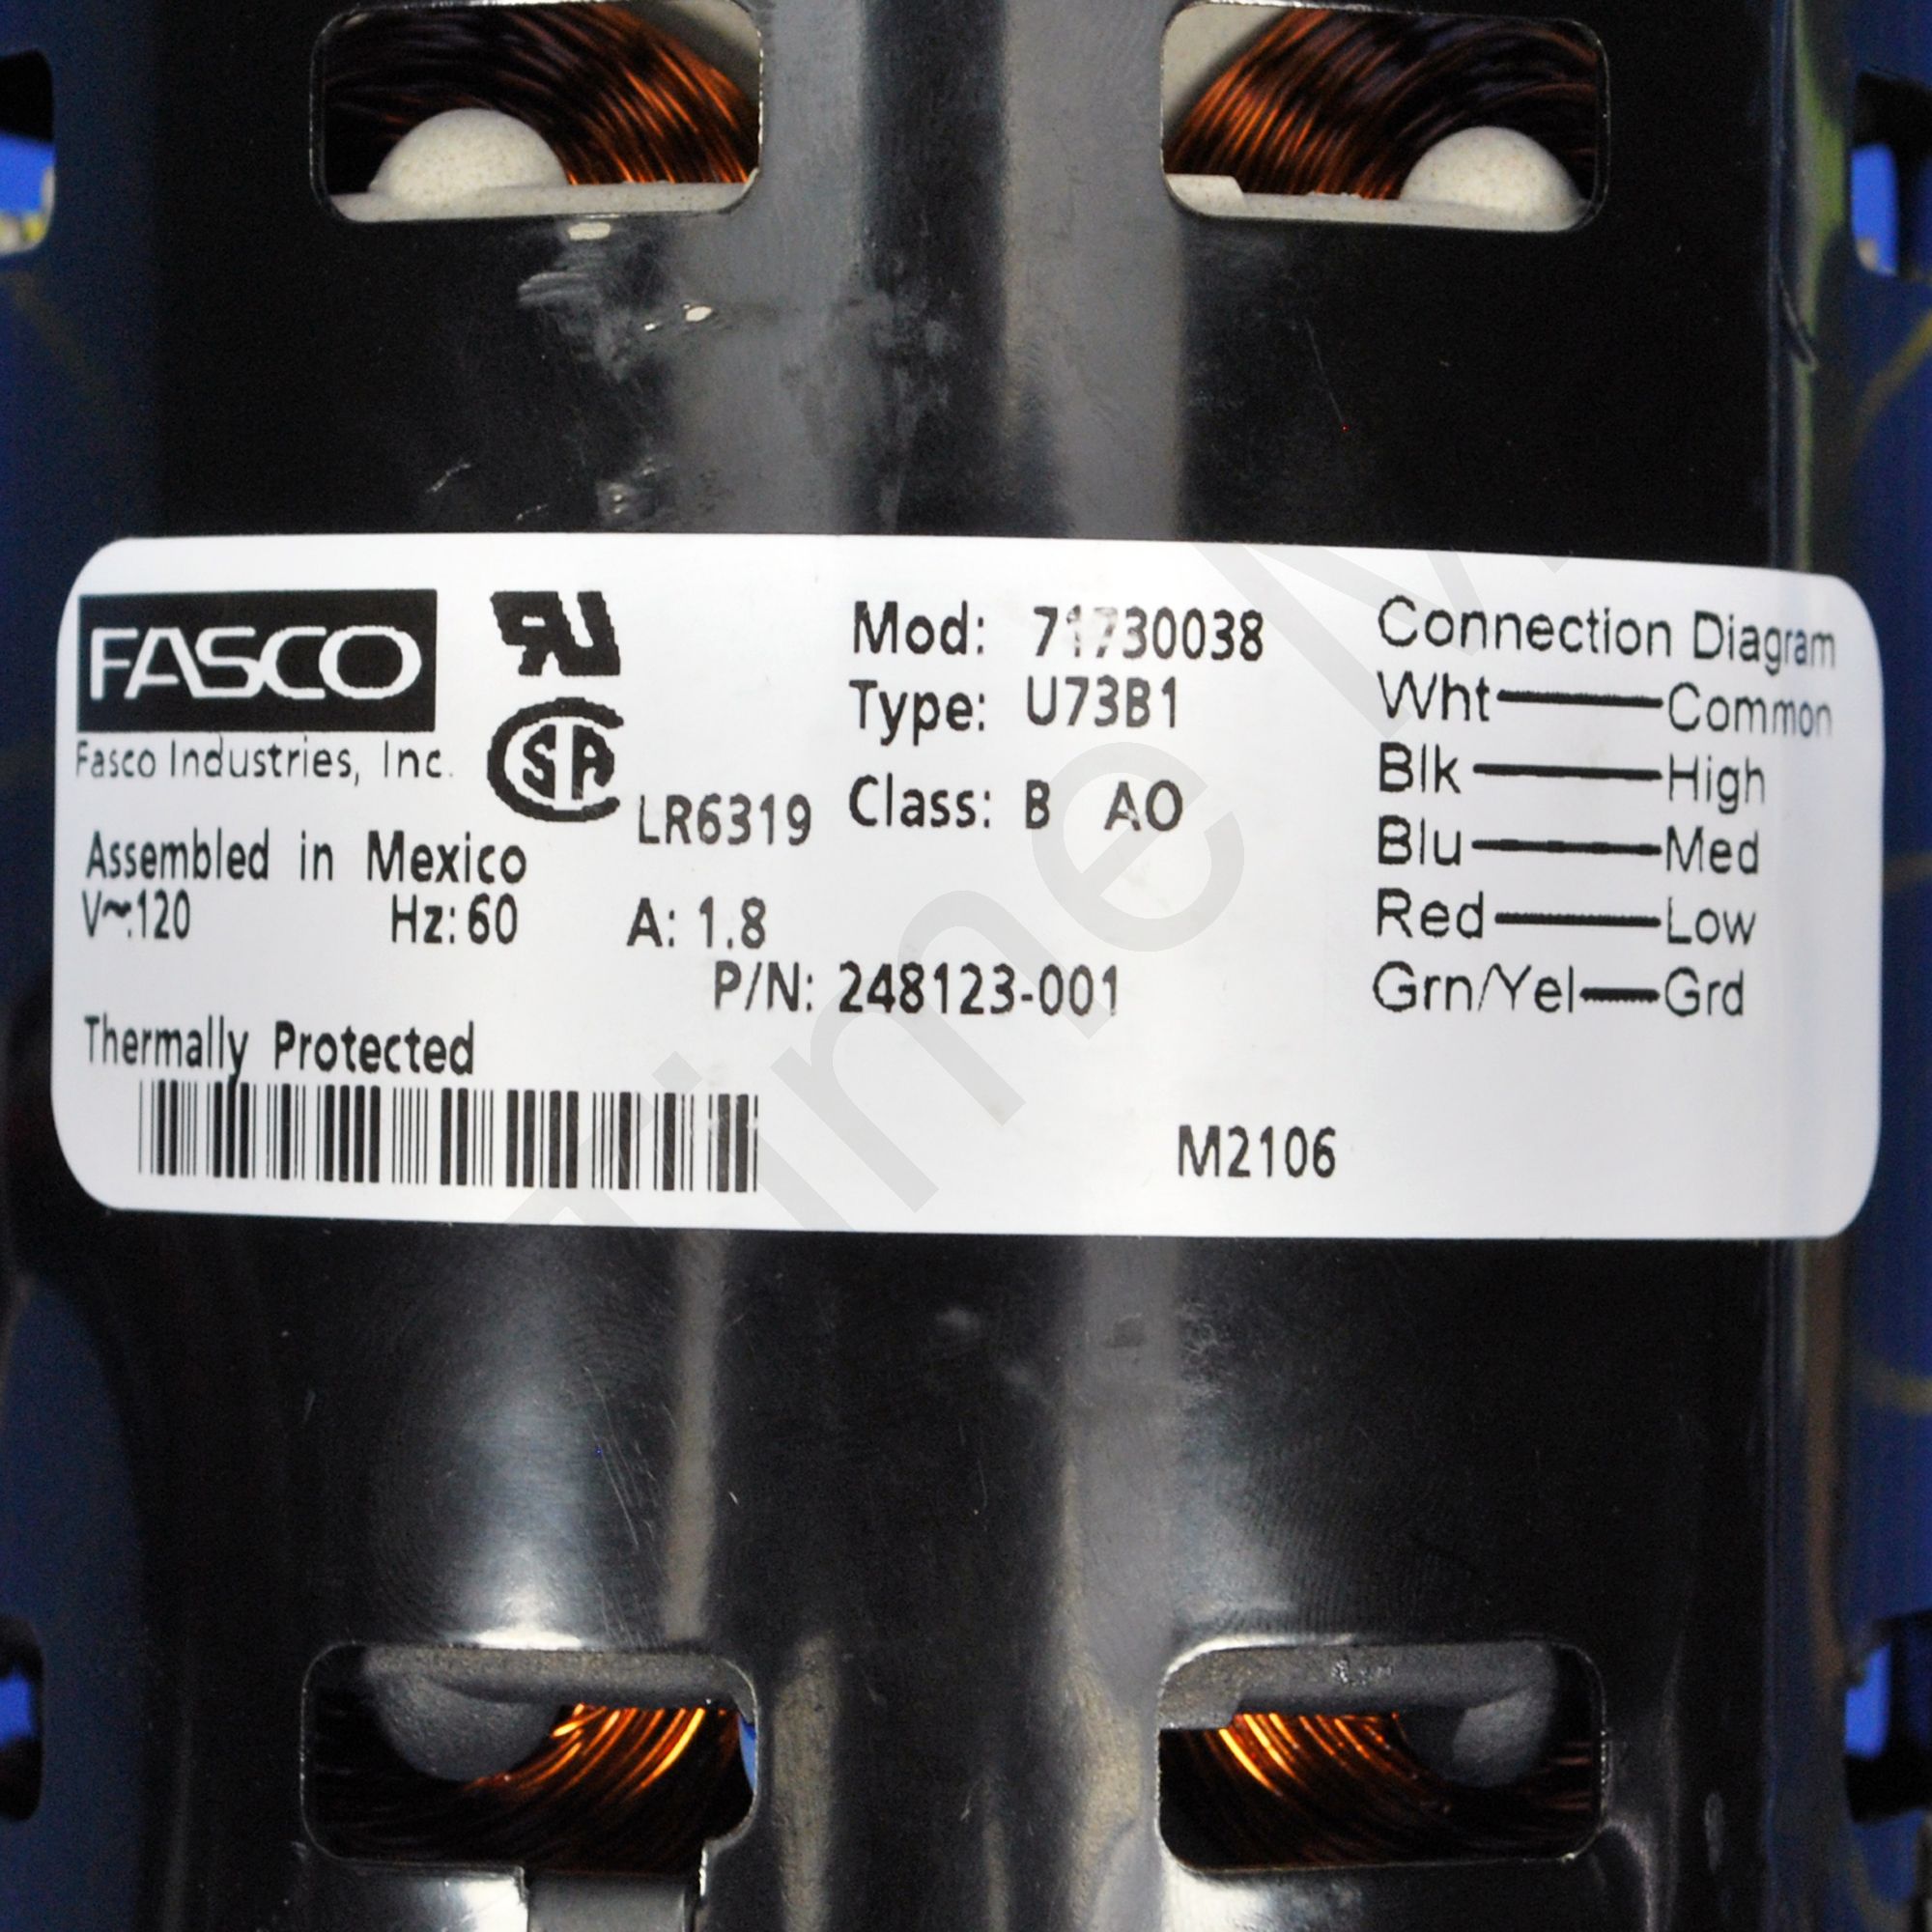 FASCO
Fasco Industries, Inc.
LR6319
Assembled in Mexico
V~:120 Hz: 60 A: 1.8
P/N: 248123-001
Thermally Protected
Mod: 71730038
Type: U73B1
Class: B AO
M2106
Connection Diagram
Wht Common
Blk High
Blu Med
Red Low
Grn/Yel Grd
Time